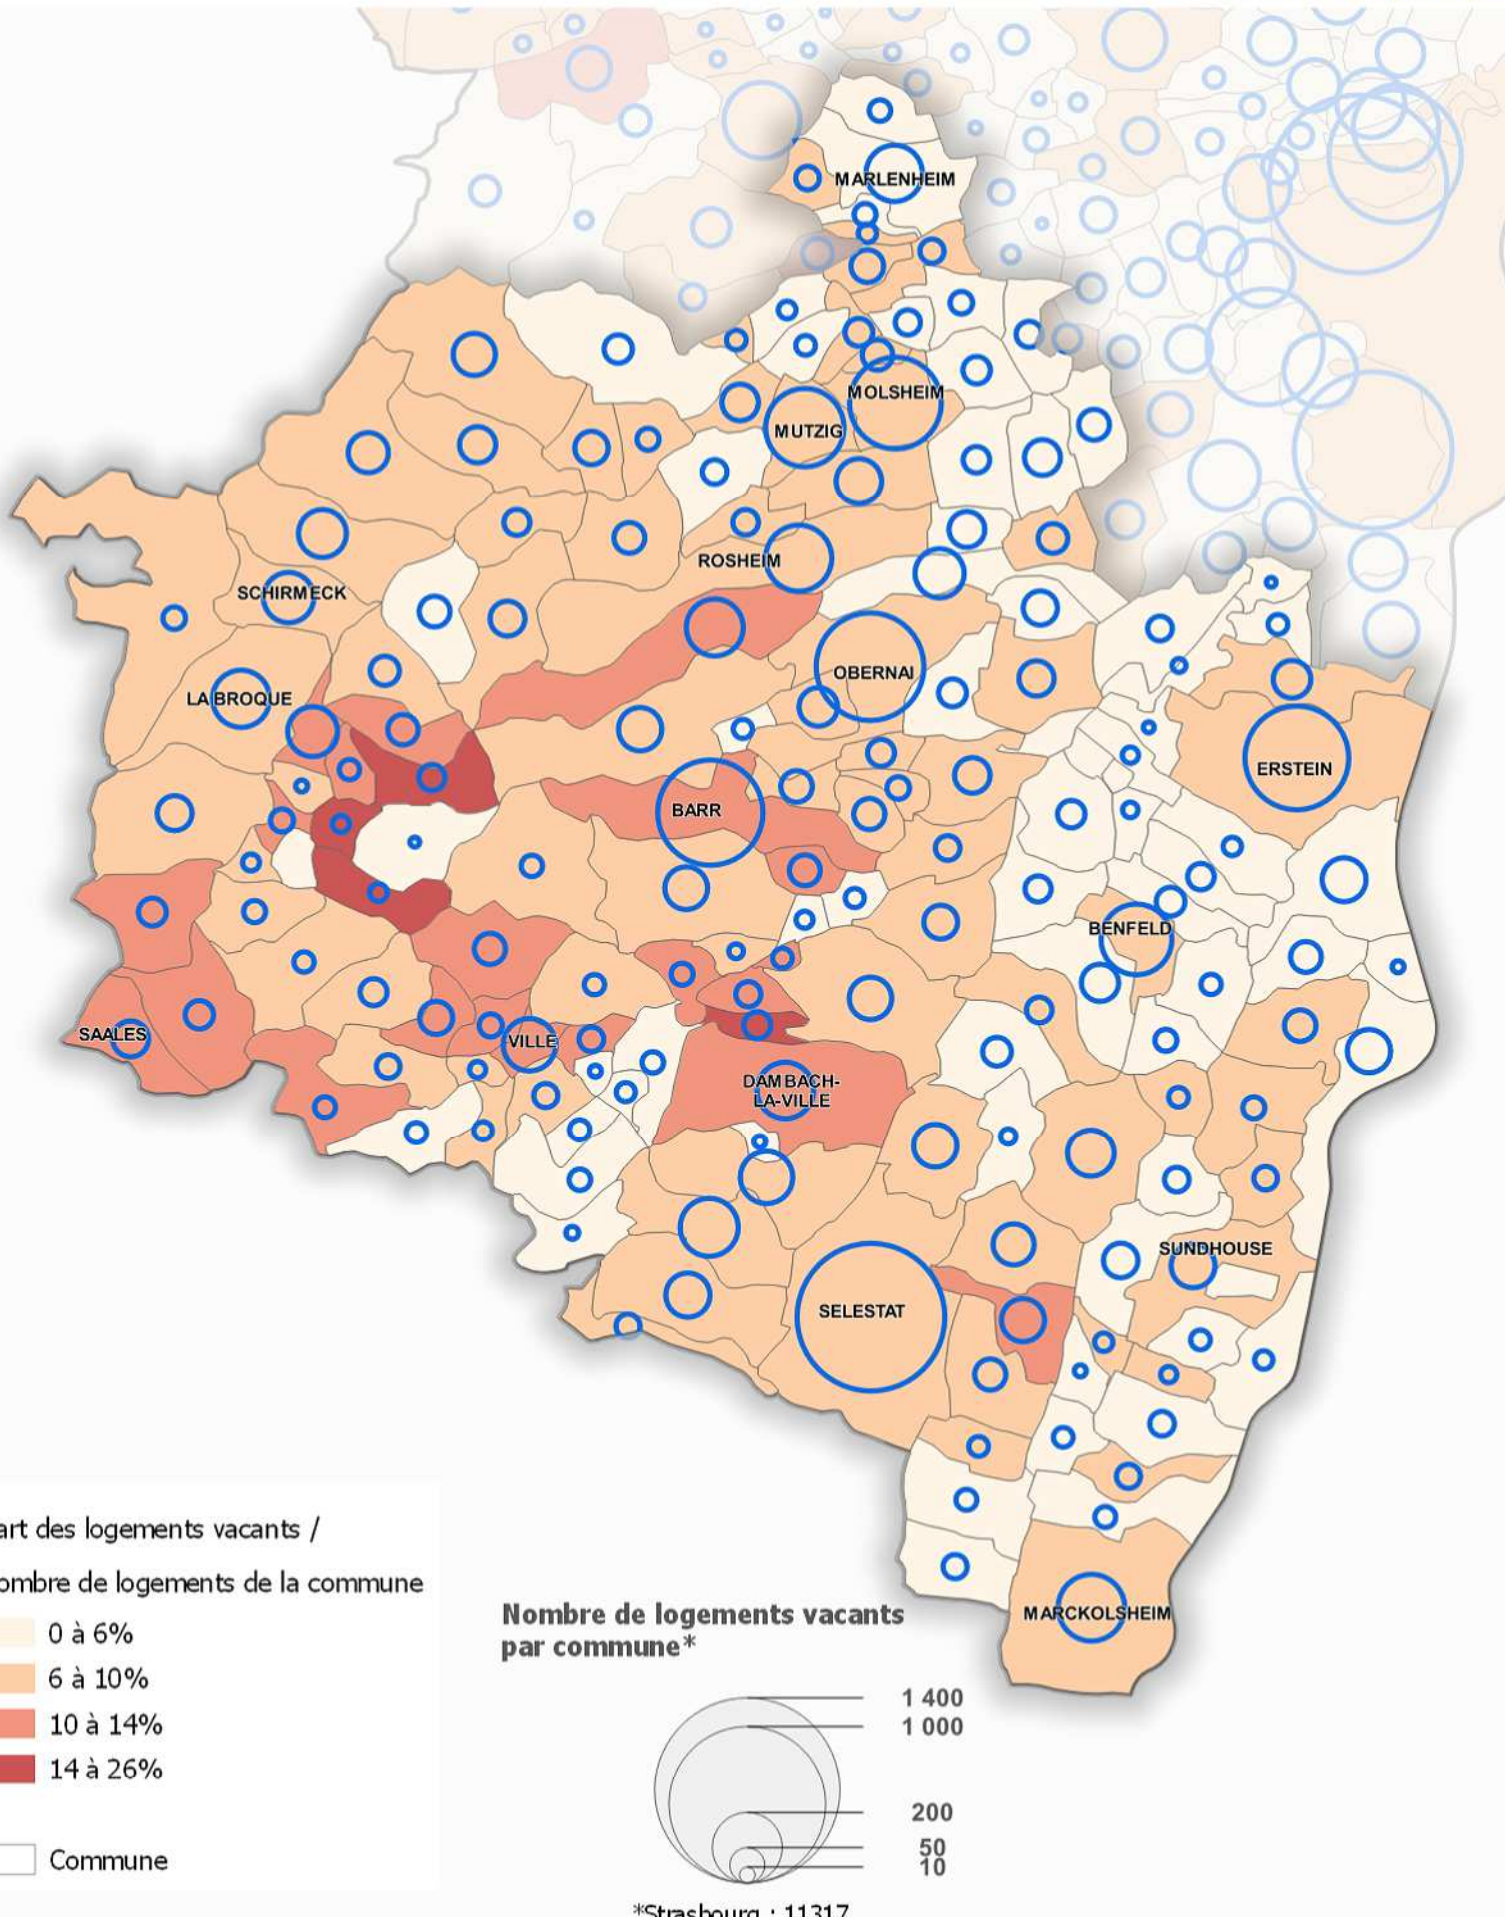 MARLENHEIM
MOLSHEIM
MUTZIG
ROSHEIM
SCHIRMECK
OBERNAI
LA BROQUE
ERSTEIN
BARR
BENFELD
SAALES
VILLE
DAMBACH-
LA-VILLE
SUNDHOUSE
SELESTAT
MARCKOLSHEIM
art des logements vacants /
ombre de logements de la commune
0 à 6%
6 à 10%
10 à 14%
14 à 26%
Commune
Nombre de logements vacants
par commune*
1 400
1 000
200
50
10
*Strasbourg : 11317